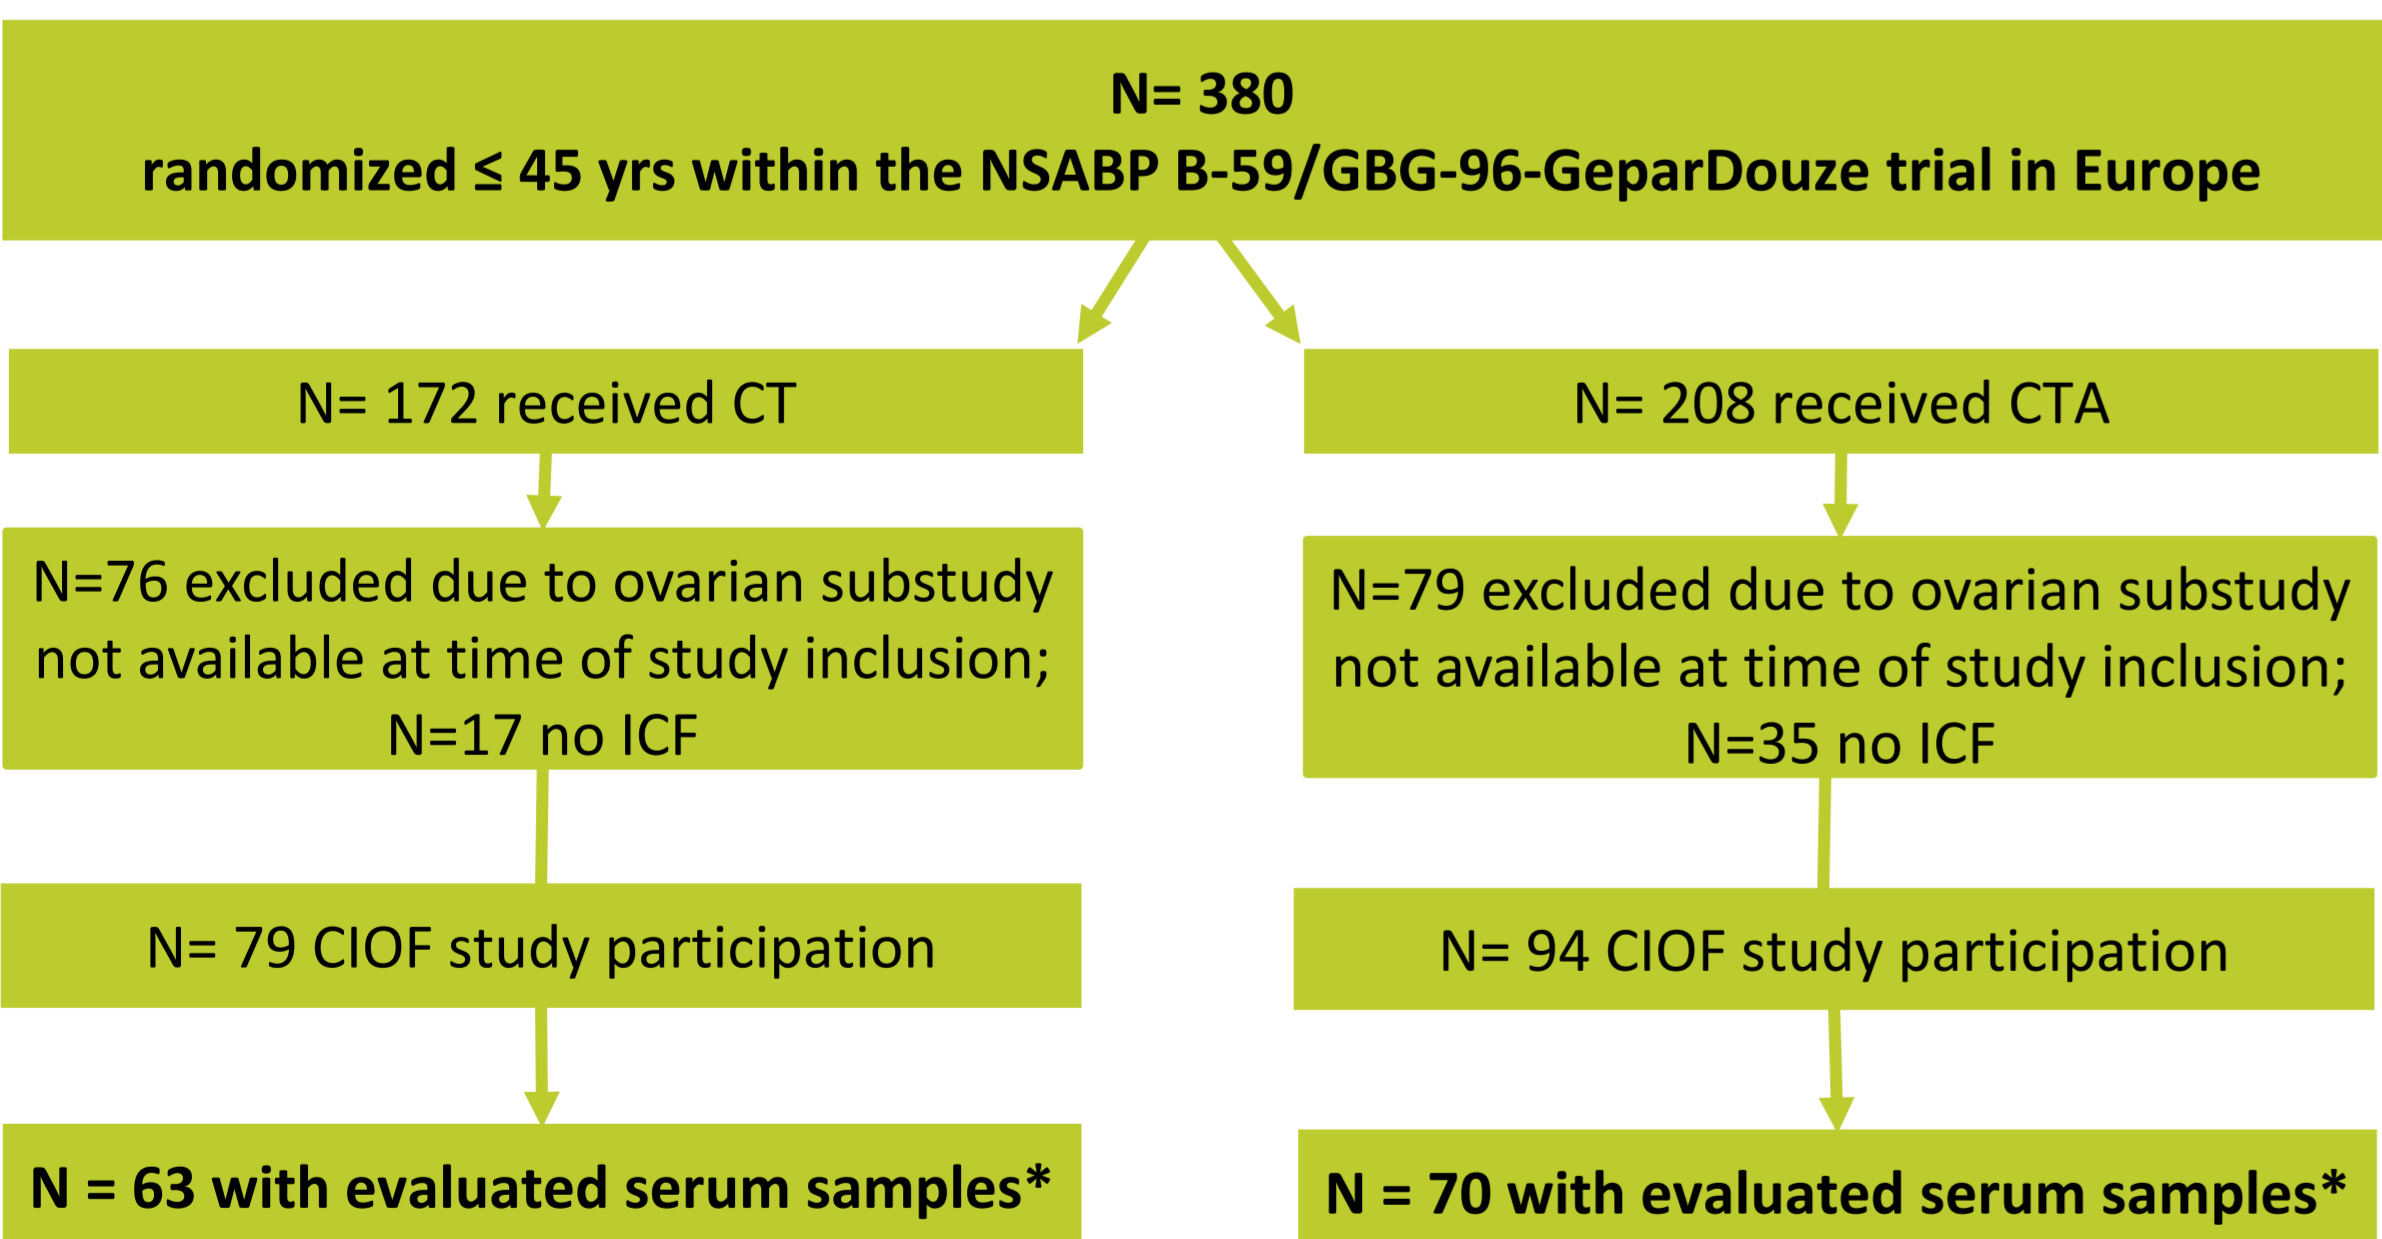 N= 380
randomized ≤ 45 yrs within the NSABP B-59/GBG-96-GeparDouze trial in Europe
N= 172 received CT
N= 208 received CTA
N=76 excluded due to ovarian substudy
not available at time of study inclusion;
N=17 no ICF
N=79 excluded due to ovarian substudy
not available at time of study inclusion;
N=35 no ICF
N= 79 CIOF study participation
N= 94 CIOF study participation
N = 63 with evaluated serum samples*
N = 70 with evaluated serum samples*